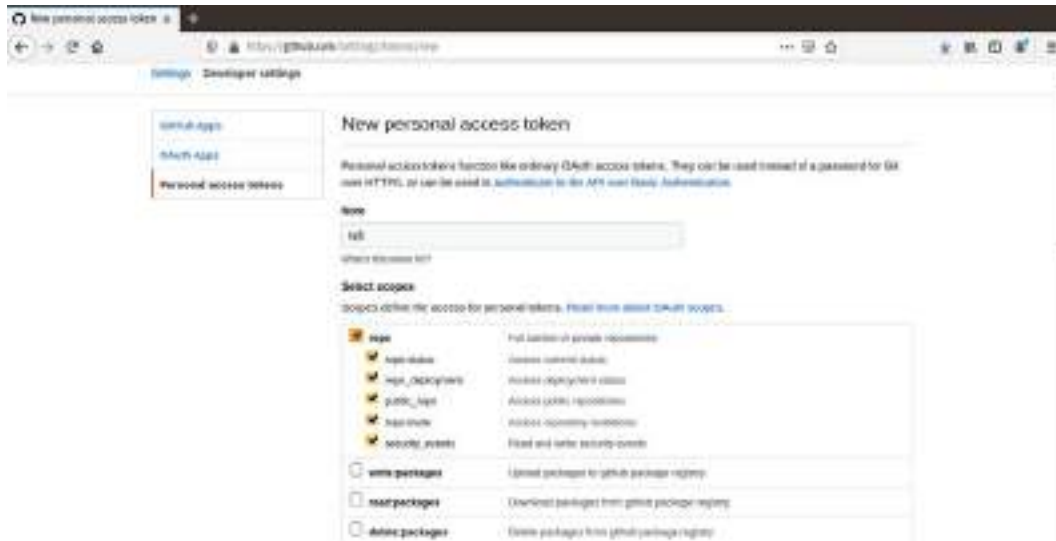 New personal access token
https://github.com/settings/tokens/new
Settings Developer settings
GitHub Apps
New personal access token
OAuth Apps
Personal access tokens function like ordinary OAuth access tokens. They can be used instead of a password for Git
Personal access tokens
over HTTPS, or can be used to authenticate to the API over Basic Authentication.
Note
What's this token for?
Select scopes
Scopes define the access for personal tokens. Read more about OAuth scopes.
repo Full control of private repositories
repo:status Access commit status
repo_deployment Access deployment status
public_repo Access public repositories
repo:invite Access repository invitations
security_events Read and write security events
write:packages Upload packages to github package registry
read:packages Download packages from github package registry
delete:packages Delete packages from github package registry